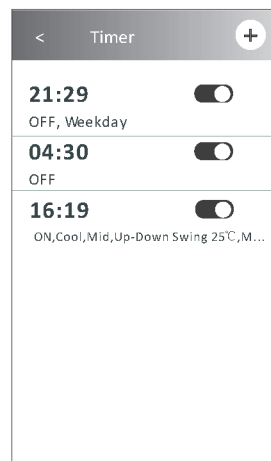 < Timer +
21:29
OFF, Weekday
04:30
OFF
16:19
ON,Cool,Mid,Up-Down Swing 25℃,M...